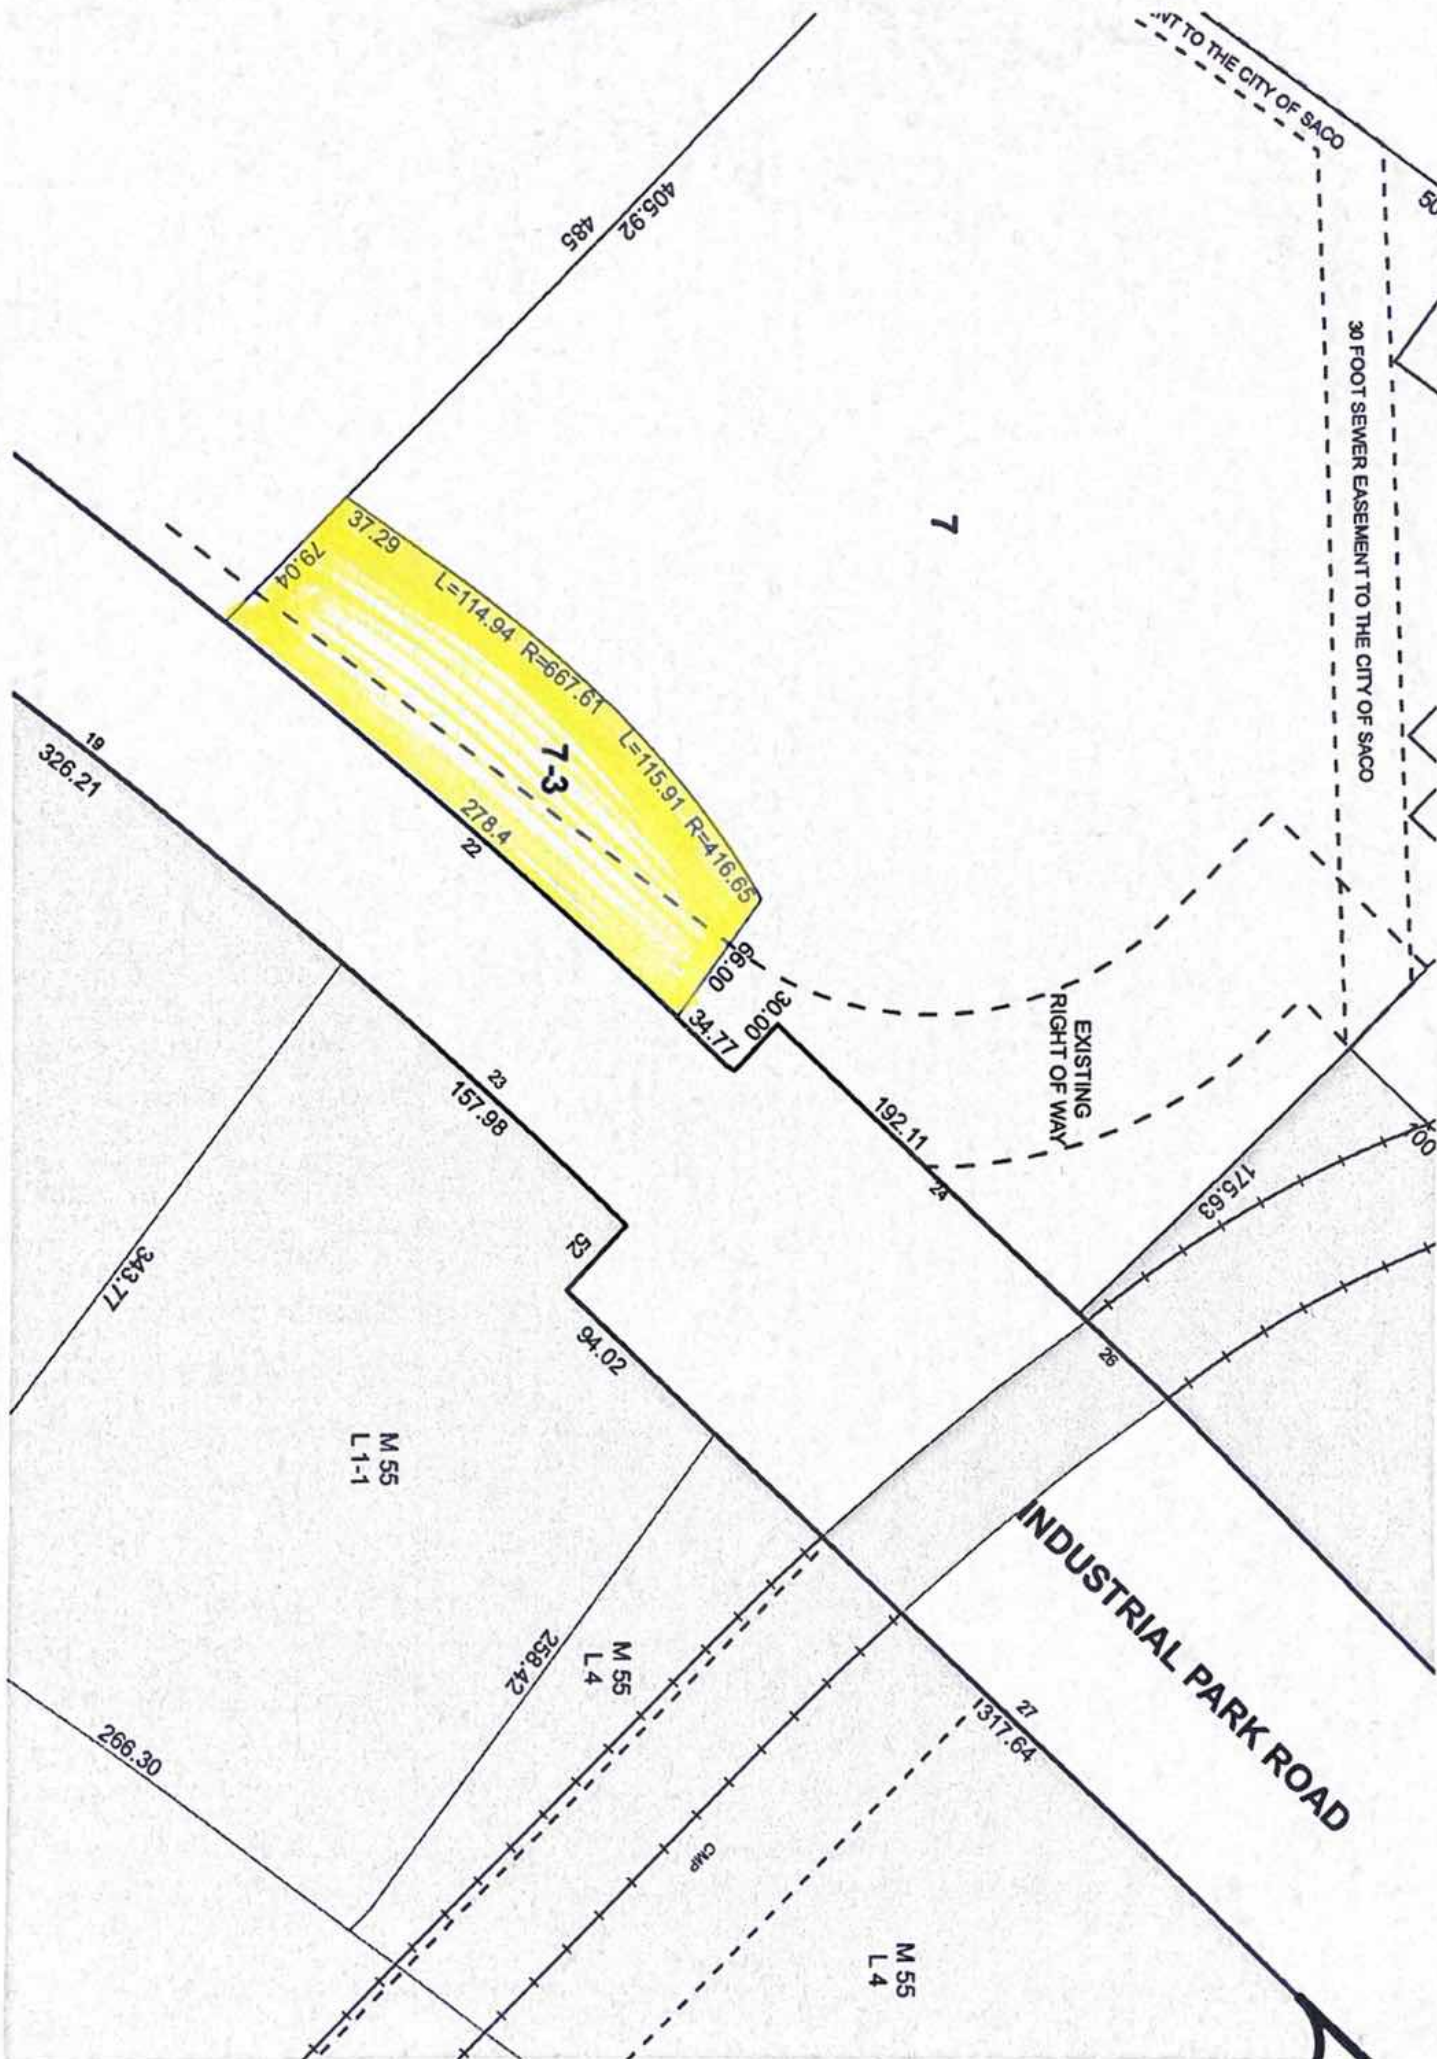 NT TO THE CITY OF SACO
50
405.92
485
30 FOOT SEWER EASEMENT TO THE CITY OF SACO
7
37.29
79.04
L=114.94 R=667.61
L=115.91 R=416.65
7-3
278.4
22
66.00
34.77
30.00
EXISTING
RIGHT OF WAY
192.11
24
100
175.63
19
326.21
23
157.98
52
94.02
343.77
26
M 55
L 1-1
INDUSTRIAL PARK ROAD
M 55
L 4
258.42
27
1317.64
266.30
CMP
M 55
L 4